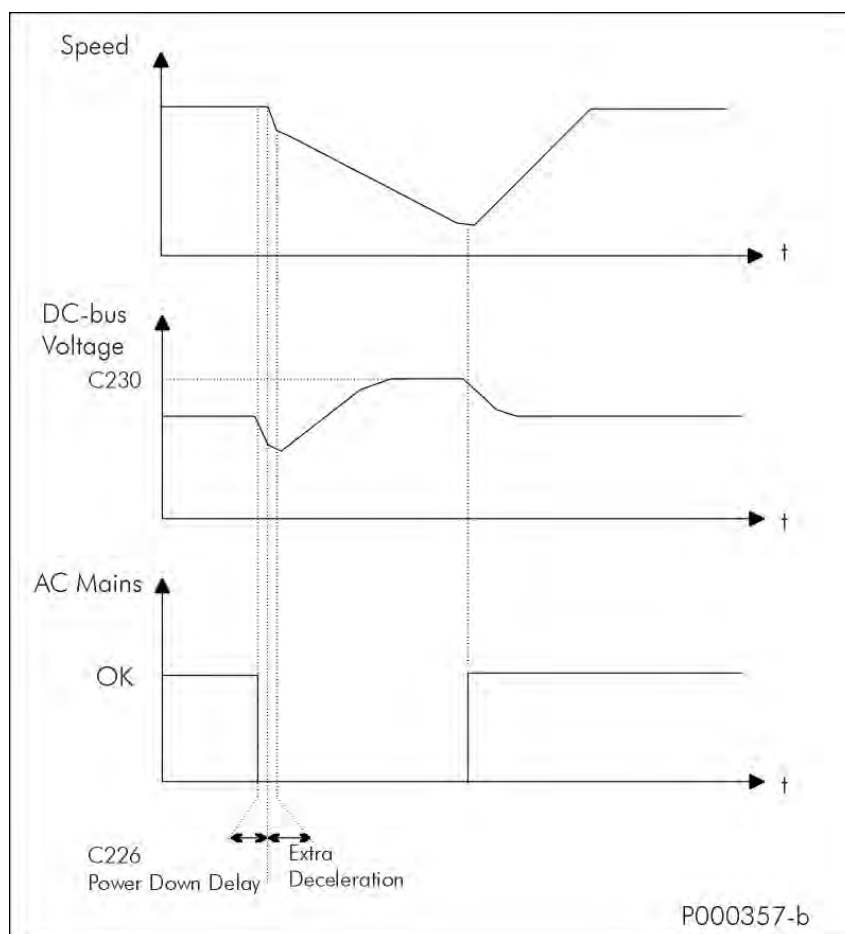 Speed
t
DC-bus
Voltage
C230
t
AC Mains
OK
t
C226
Power Down Delay
Extra
Deceleration
P000357-b